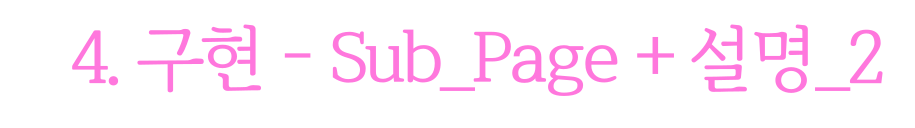 4. 구현 - Sub_Page + 설명_2